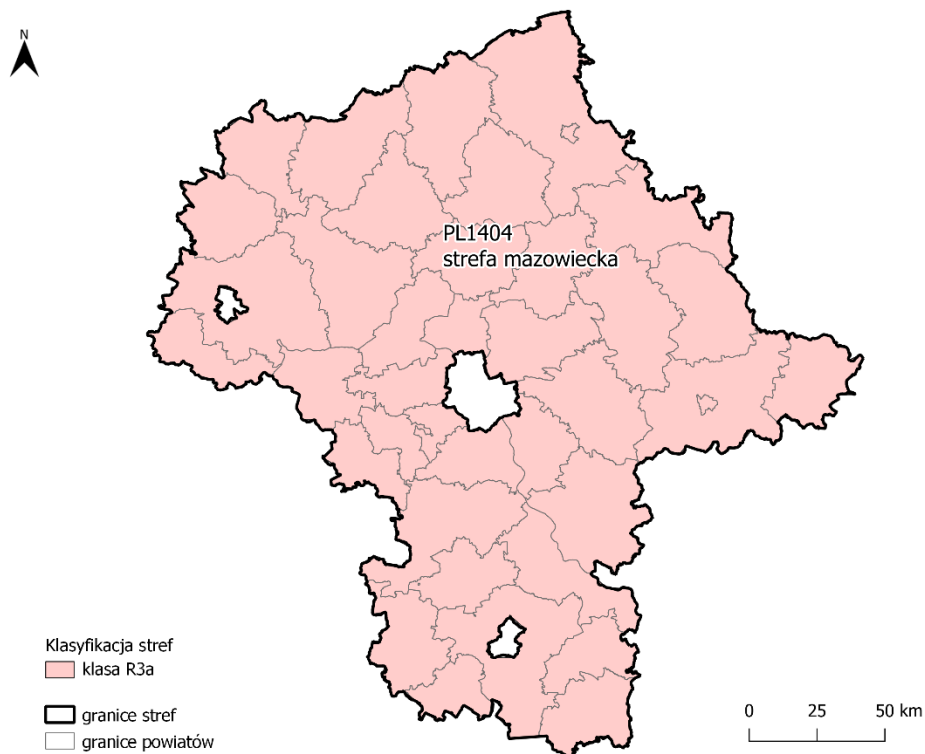 N
PL1404
strefa mazowiecka
Klasyfikacja stref
klasa R3a
granice stref
granice powiatów
0 25 50 km